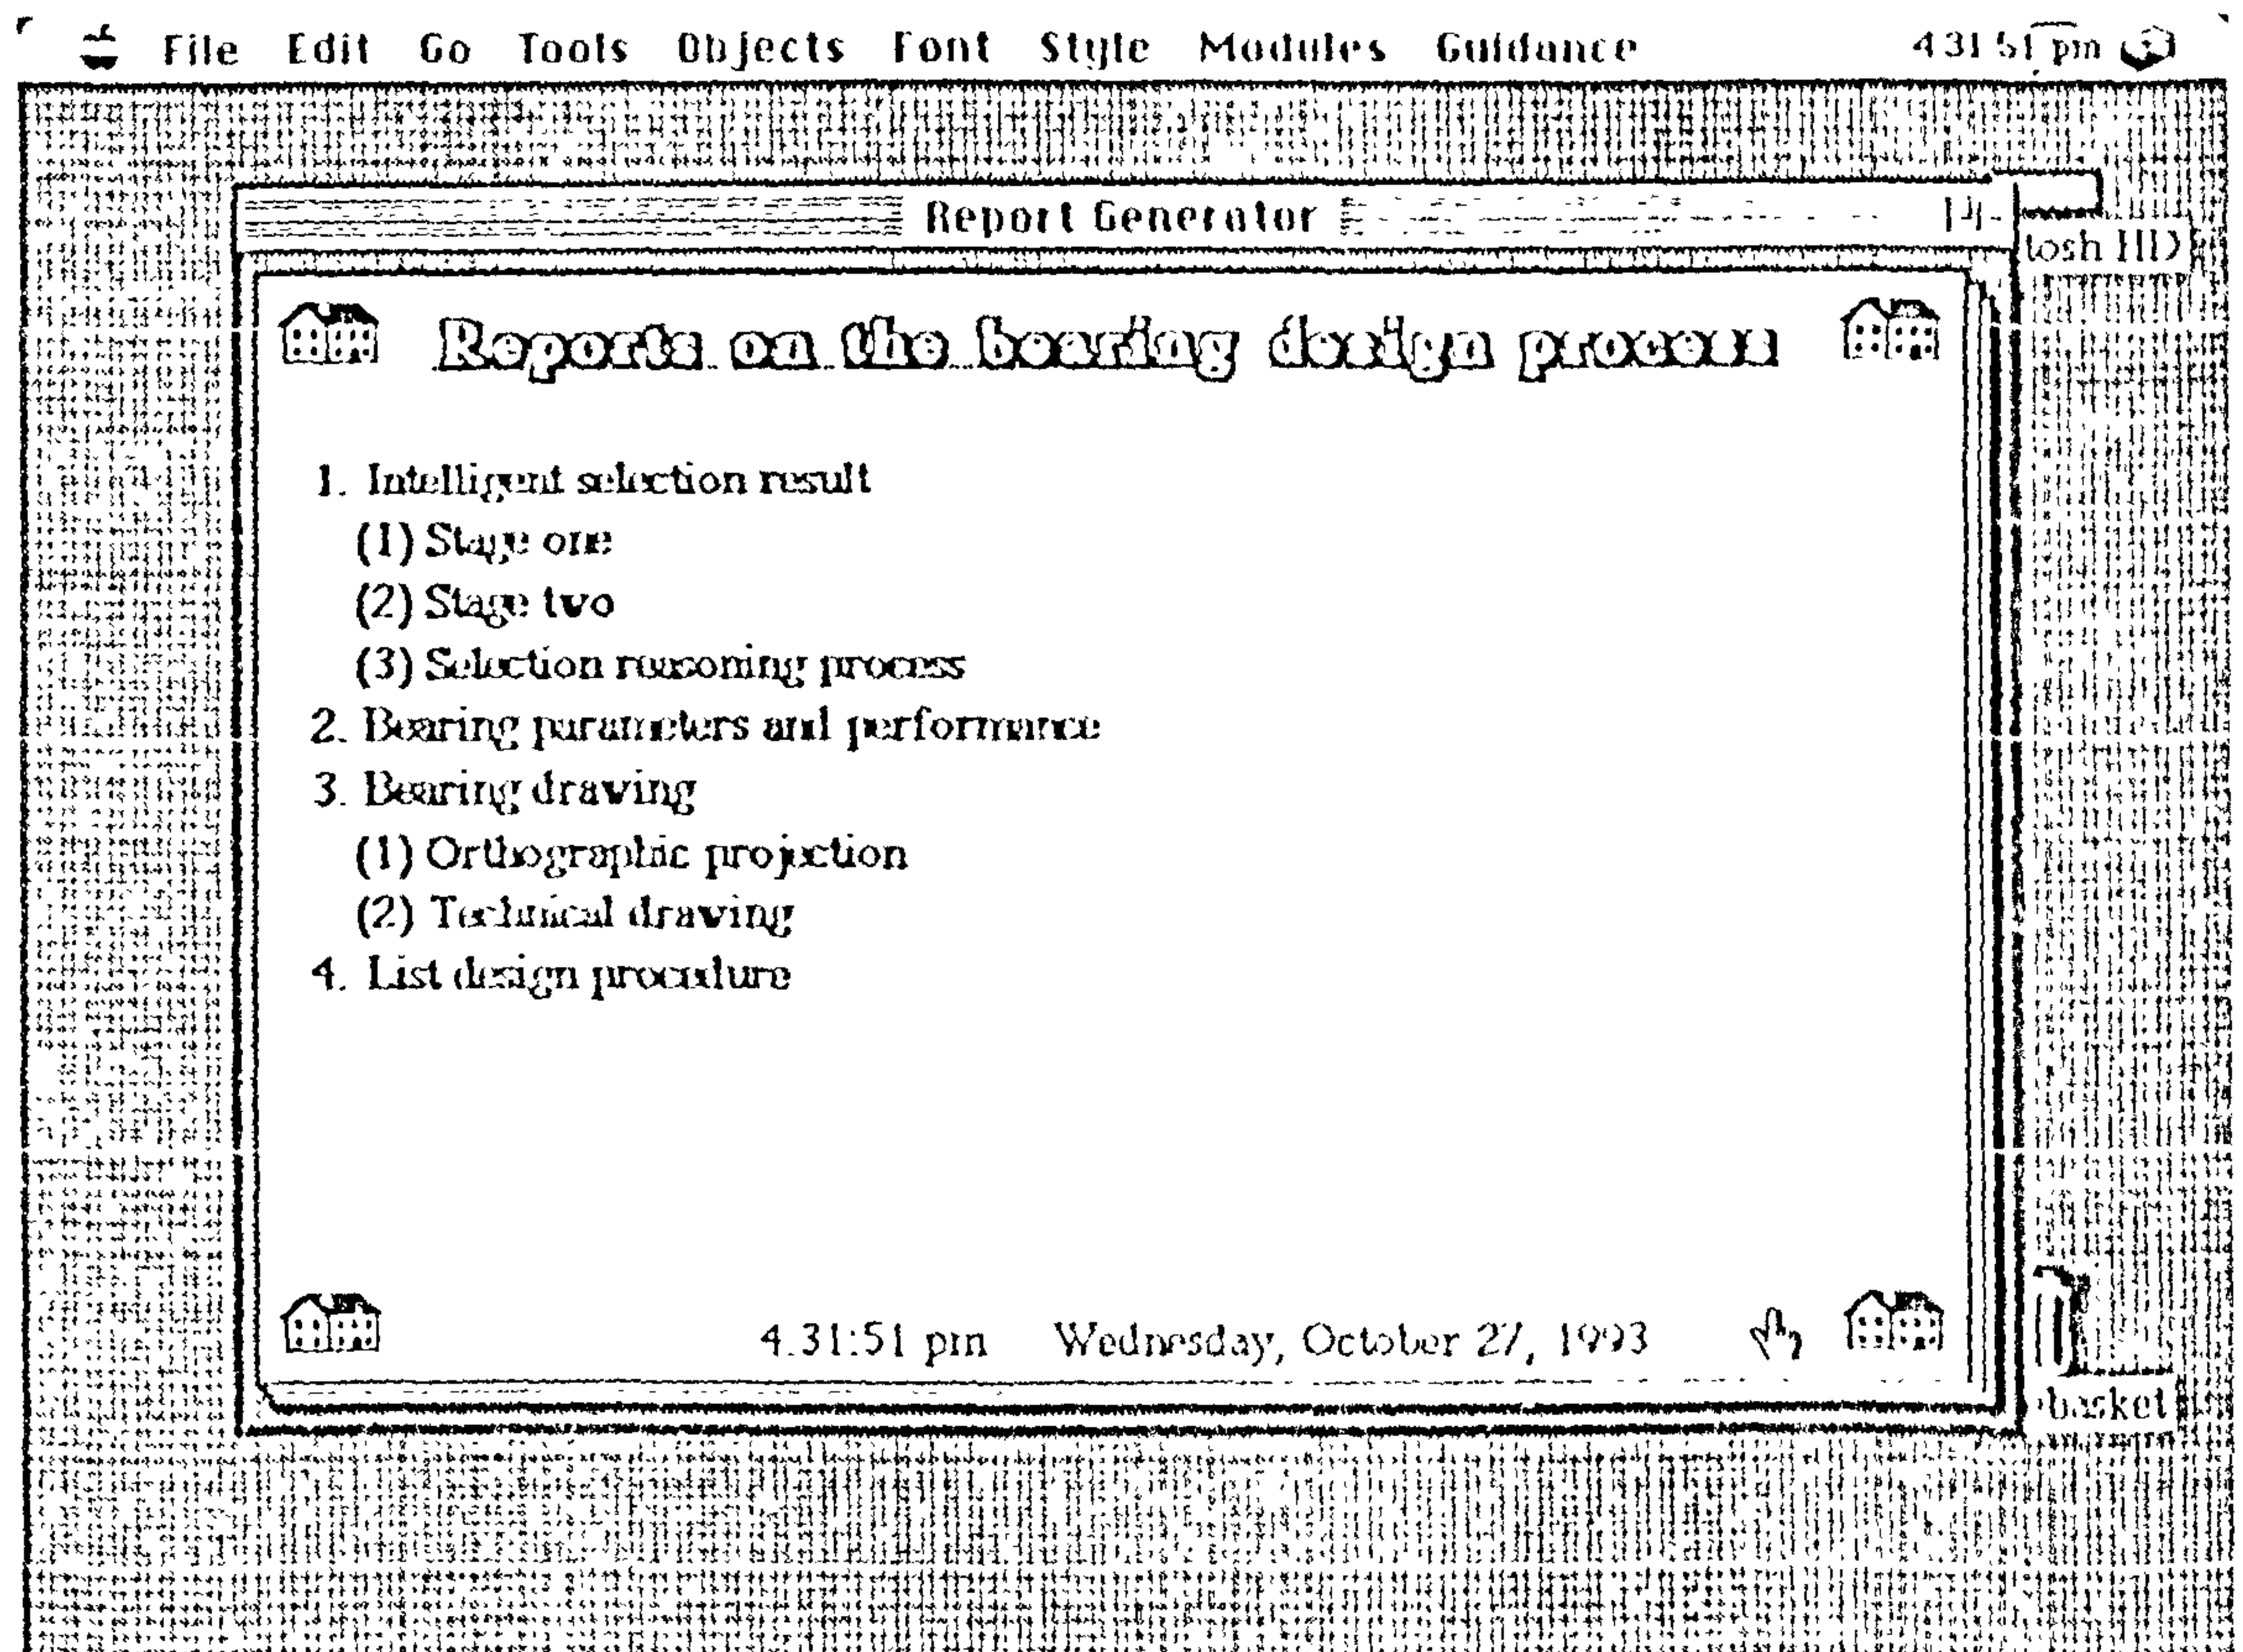 File Edit Go Tools Objects Font Style Modules Guidance 4 31 51 pm
Report Generator
tosh HD
Reports on the bearing design process
1. Intelligent selection result
(1) Stage one
(2) Stage two
(3) Selection reasoning process
2. Bearing parameters and performance
3. Bearing drawing
(1) Orthographic projection
(2) Technical drawing
4. List design procedure
4.31:51 pm Wednesday, October 27, 1993
basket